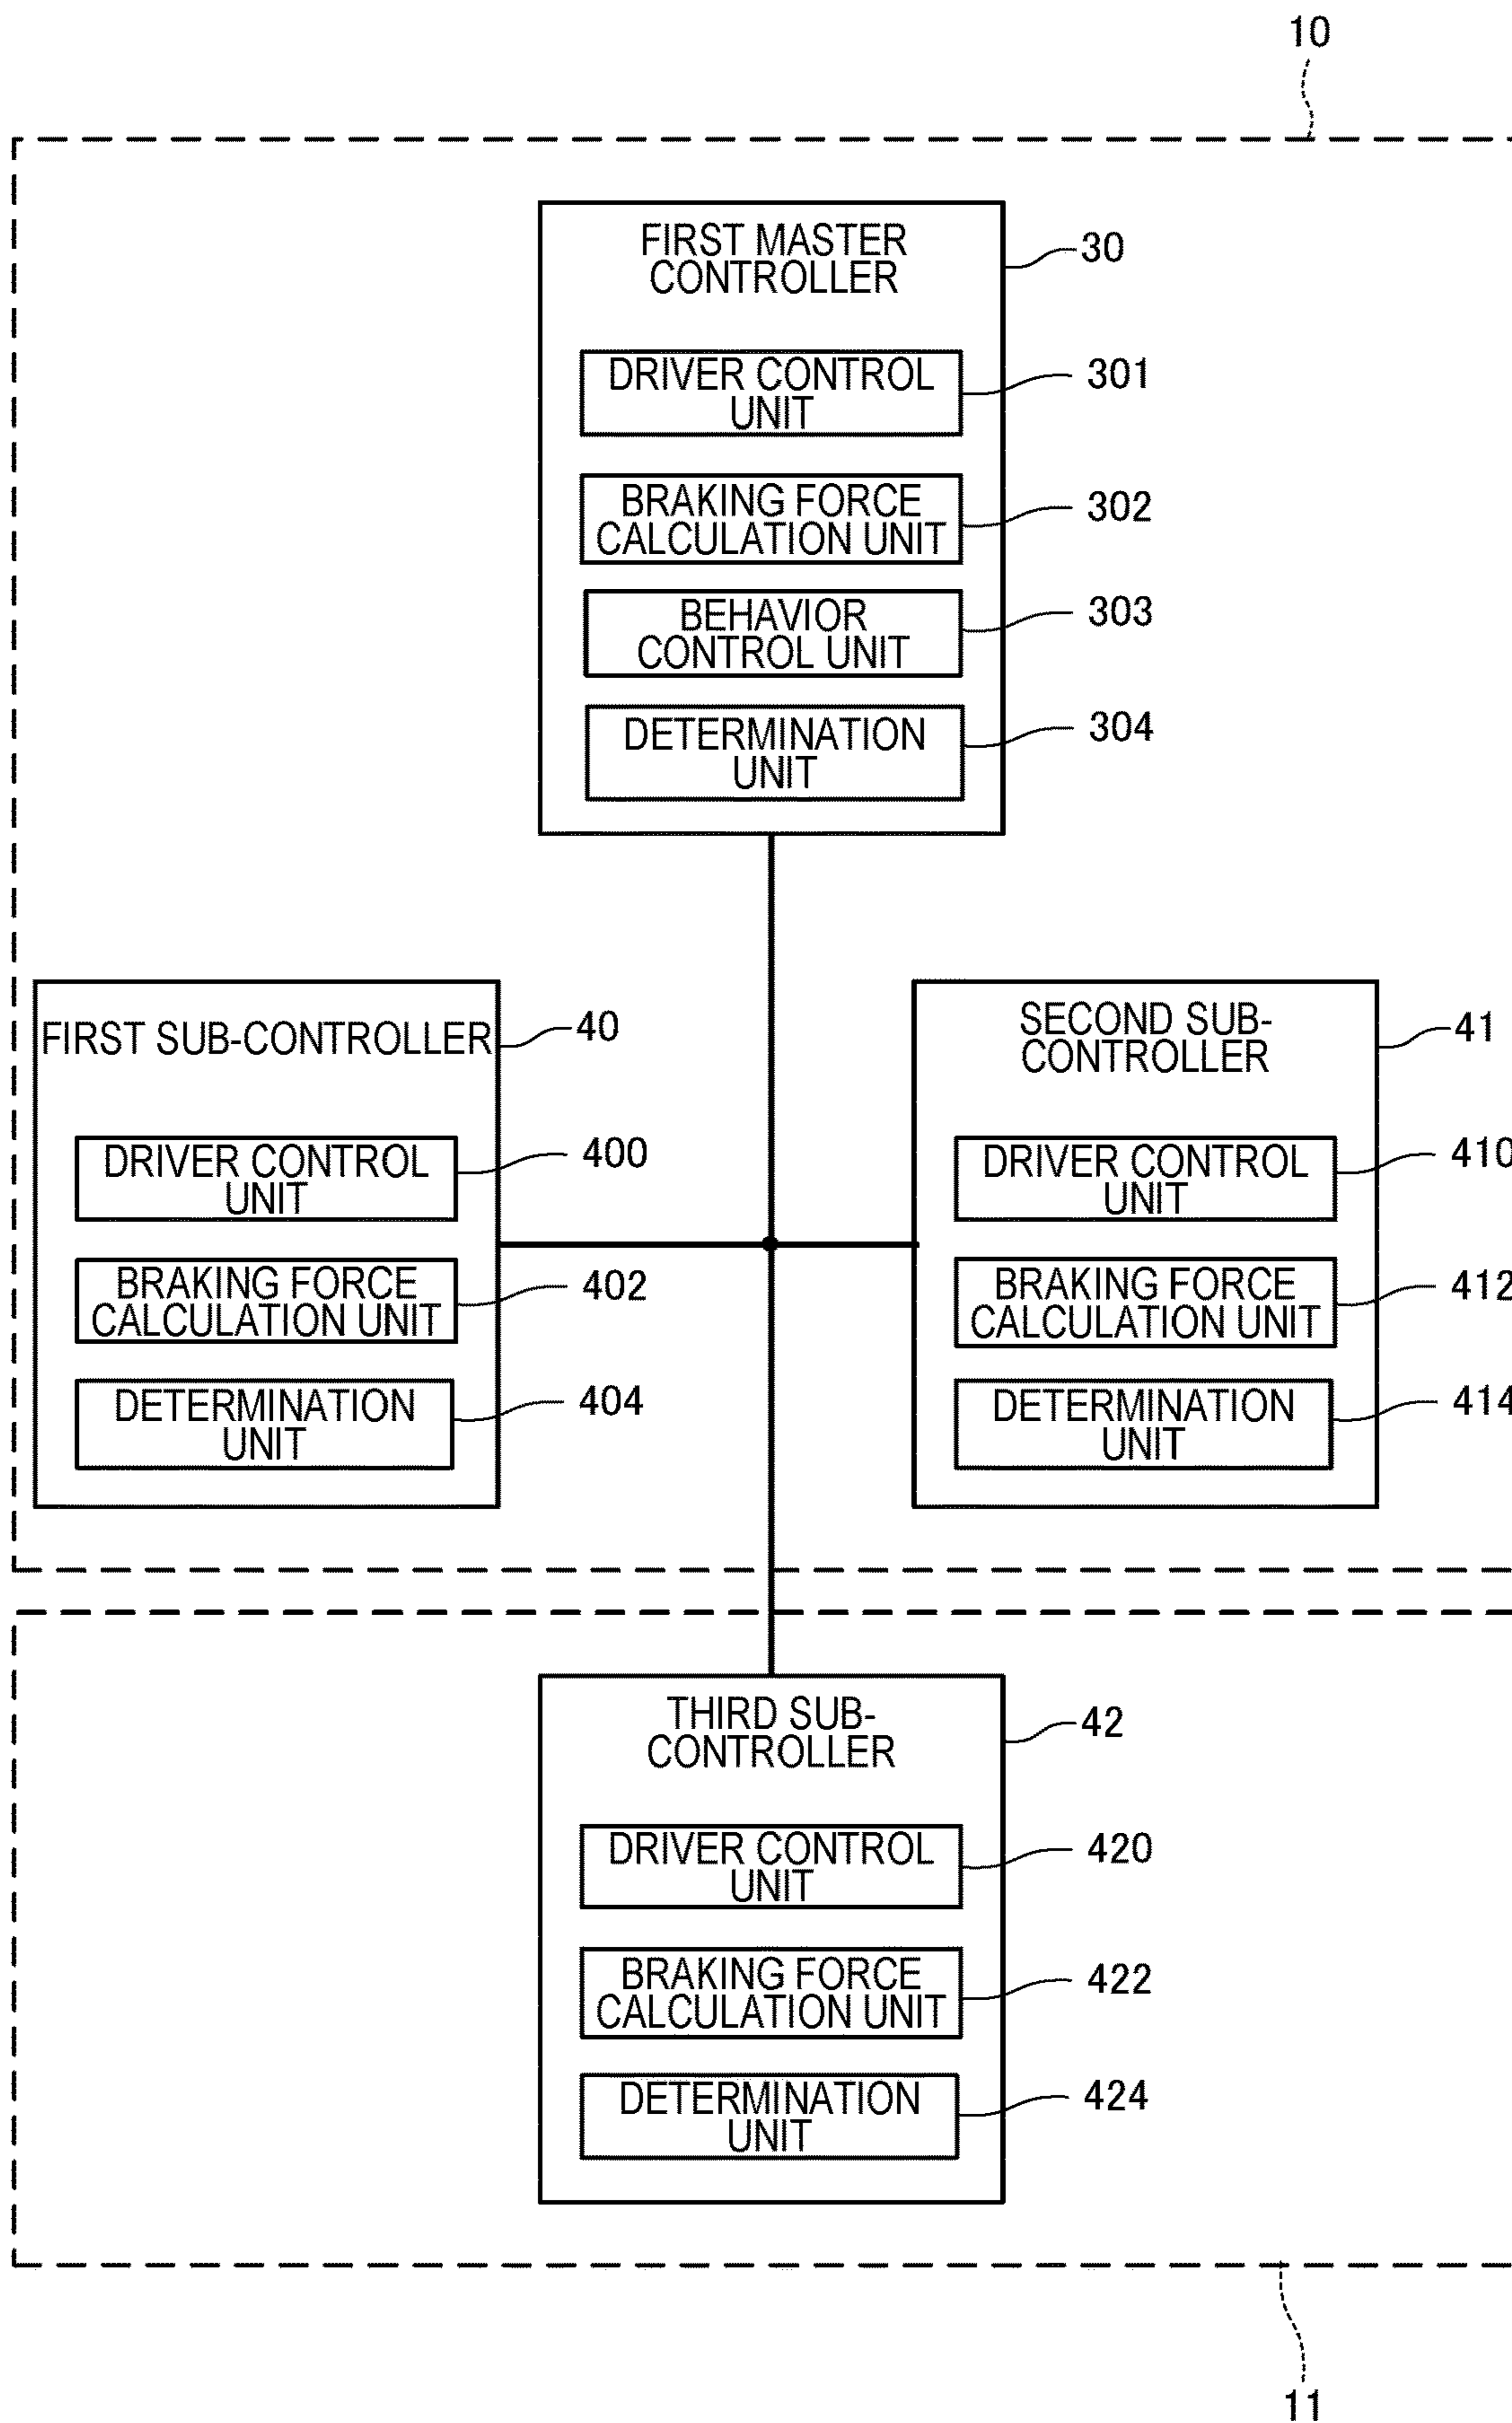 10
FIRST MASTER
CONTROLLER
30
DRIVER CONTROL
UNIT
301
BRAKING FORCE
CALCULATION UNIT
302
BEHAVIOR
CONTROL UNIT
303
DETERMINATION
UNIT
304
FIRST SUB-CONTROLLER
40
DRIVER CONTROL
UNIT
400
BRAKING FORCE
CALCULATION UNIT
402
DETERMINATION
UNIT
404
SECOND SUB-
CONTROLLER
41
DRIVER CONTROL
UNIT
410
BRAKING FORCE
CALCULATION UNIT
412
DETERMINATION
UNIT
414
THIRD SUB-
CONTROLLER
42
DRIVER CONTROL
UNIT
420
BRAKING FORCE
CALCULATION UNIT
422
DETERMINATION
UNIT
424
11